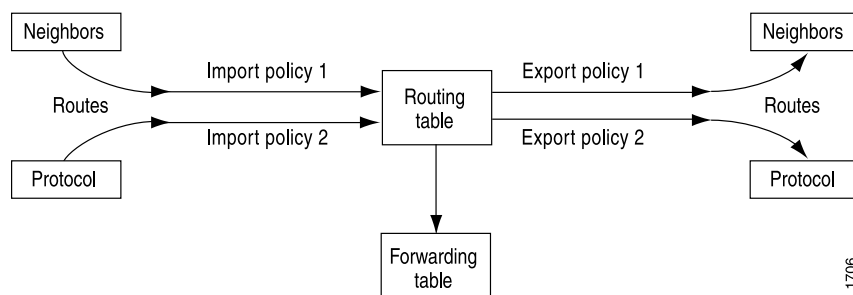 Neighbors
Neighbors
Import policy 1
Export policy 1
Routes
Routing
table
Routes
Import policy 2
Export policy 2
Protocol
Protocol
Forwarding
table
1706